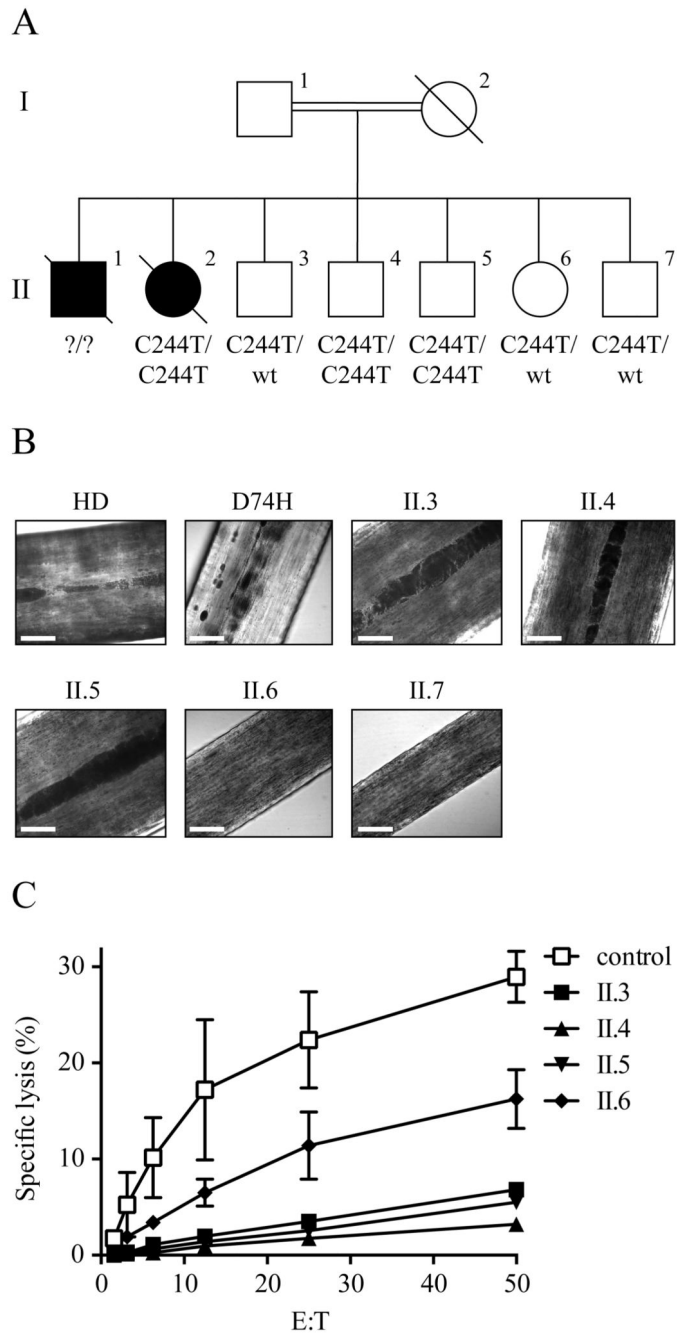 A
I
1
2
II
1
2
3
4
5
6
7
?/?
C244T/
C244T
C244T/
wt
C244T/
C244T
C244T/
C244T
C244T/
wt
C244T/
wt
B
HD
D74H
II.3
II.4
II.5
II.6
II.7
C
Specific lysis (%)
30
20
10
0
0
10
20
30
40
50
E:T
control
II.3
II.4
II.5
II.6